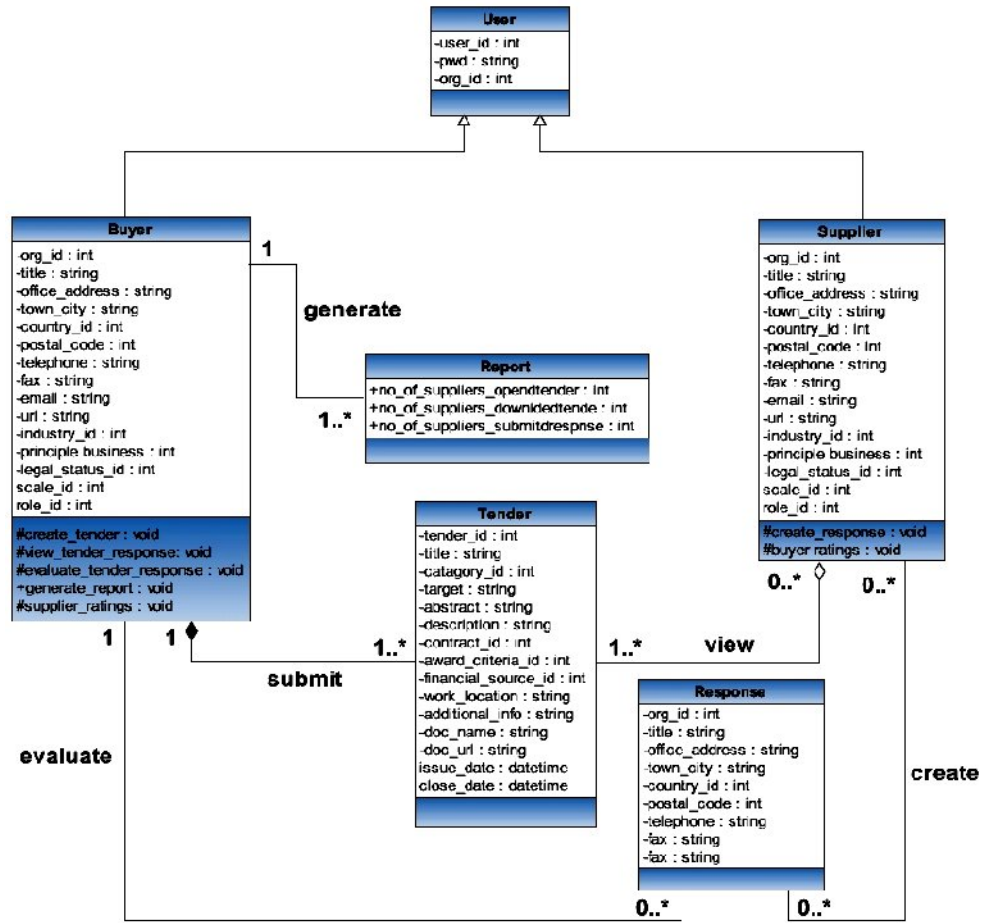 User
-user_id : int
-pwd : string
-org_id : int
Buyer
-org_id : int
-title : string
-office_address : string
-town_city : string
-country_id : int
-postal_code : int
-telephone : string
-fax : string
-email : string
-url : string
-industry_id : int
-principle business : int
-legal_status_id : int
scale_id : int
role_id : int
#create_tender : void
#view_tender_response: void
#evaluate_tender_response : void
+generate_report : void
#supplier_ratings : void
1
generate
1..*
Report
+no_of_suppliers_opendtender : int
+no_of_suppliers_downldedtende : int
+no_of_suppliers_submitdrespnse : int
Supplier
-org_id : int
-title : string
-office_address : string
-town_city : string
-country_id : int
-postal_code : int
-telephone : string
-fax : string
-email : string
-url : string
-industry_id : int
-principle business : int
-legal_status_id : int
scale_id : int
role_id : int
#create_response : void
#buyer ratings : void
Tender
-tender_id : int
-title : string
-catagory_id : int
-target : string
-abstract : string
-description : string
-contract_id : int
-award_criteria_id : int
-financial_source_id : int
-work_location : string
-additional_info : string
-doc_name : string
-doc_url : string
issue_date : datetime
close_date : datetime
1
1
1..*
submit
0..*
0..*
1..*
view
Response
-org_id : int
-title : string
-office_address : string
-town_city : string
-country_id : int
-postal_code : int
-telephone : string
-fax : string
-fax : string
evaluate
create
0..*
0..*